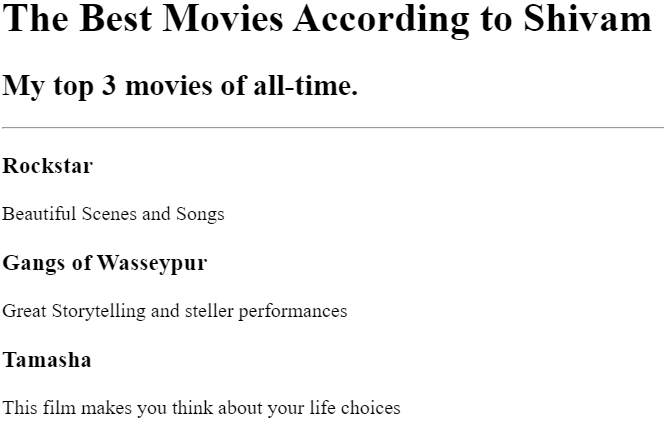 The Best Movies According to Shivam
My top 3 movies of all-time.
Rockstar
Beautiful Scenes and Songs
Gangs of Wasseypur
Great Storytelling and steller performances
Tamasha
This film makes you think about your life choices